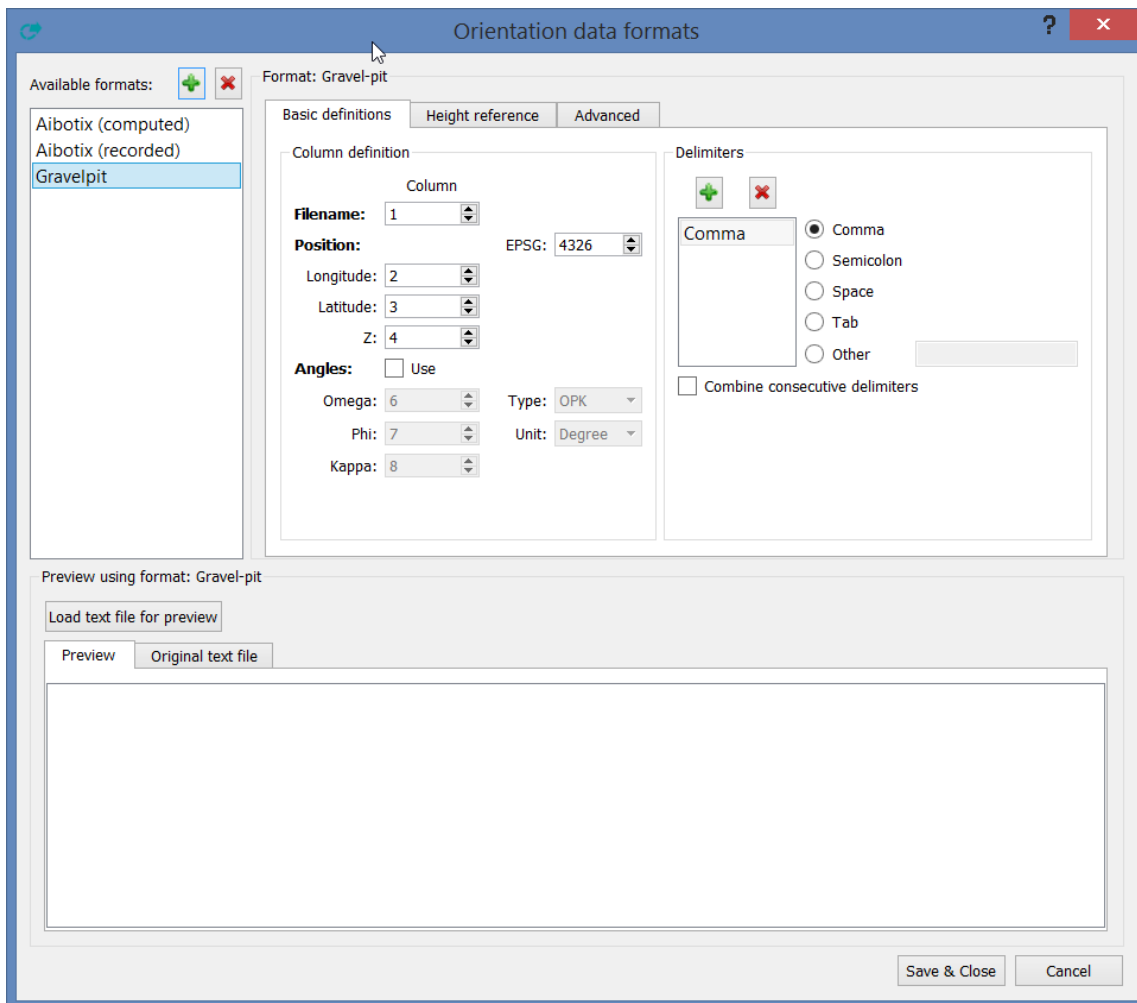 Orientation data formats
?
Available formats:
Aibotix (computed)
Aibotix (recorded)
Gravelpit
Format: Gravel-pit
Basic definitions
Height reference
Advanced
Column definition
Column
Filename: 1
Position: EPSG: 4326
Longitude: 2
Latitude: 3
Z: 4
Angles: Use
Omega: 6 Type: OPK
Phi: 7 Unit: Degree
Kappa: 8
Delimiters
Comma
Comma
Semicolon
Space
Tab
Other
Combine consecutive delimiters
Preview using format: Gravel-pit
Load text file for preview
Preview
Original text file
Save & Close
Cancel